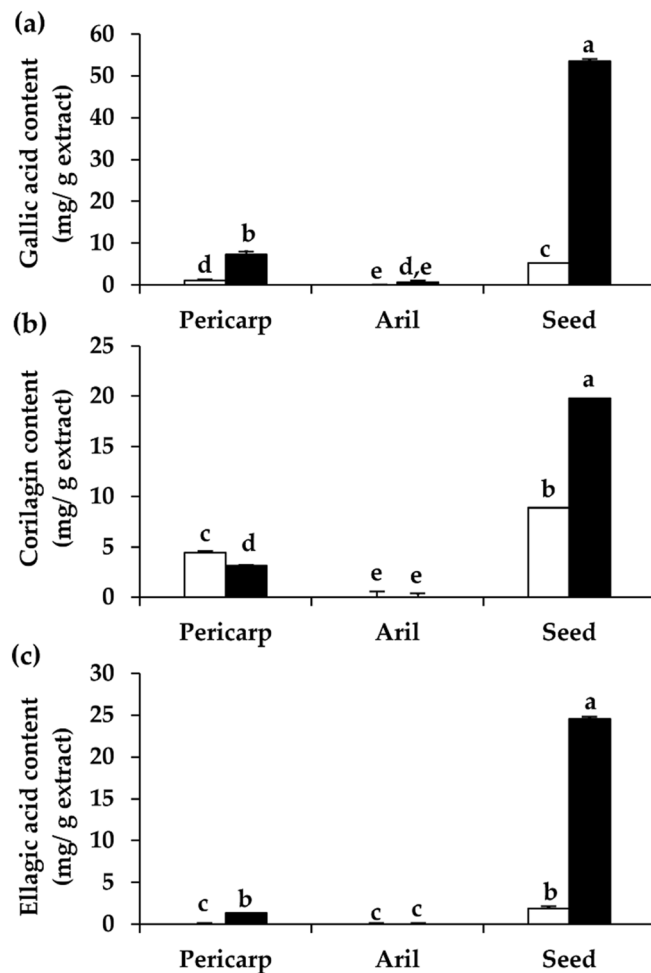 (a)
Gallic acid content
(mg/ g extract)
60
50
40
30
20
10
0
d
b
e
d,e
c
a
Pericarp
Aril
Seed
(b)
Corilagin content
(mg/ g extract)
25
20
15
10
5
0
c
d
e
e
b
a
Pericarp
Aril
Seed
(c)
Ellagic acid content
(mg/ g extract)
30
25
20
15
10
5
0
c
b
c
c
b
a
Pericarp
Aril
Seed